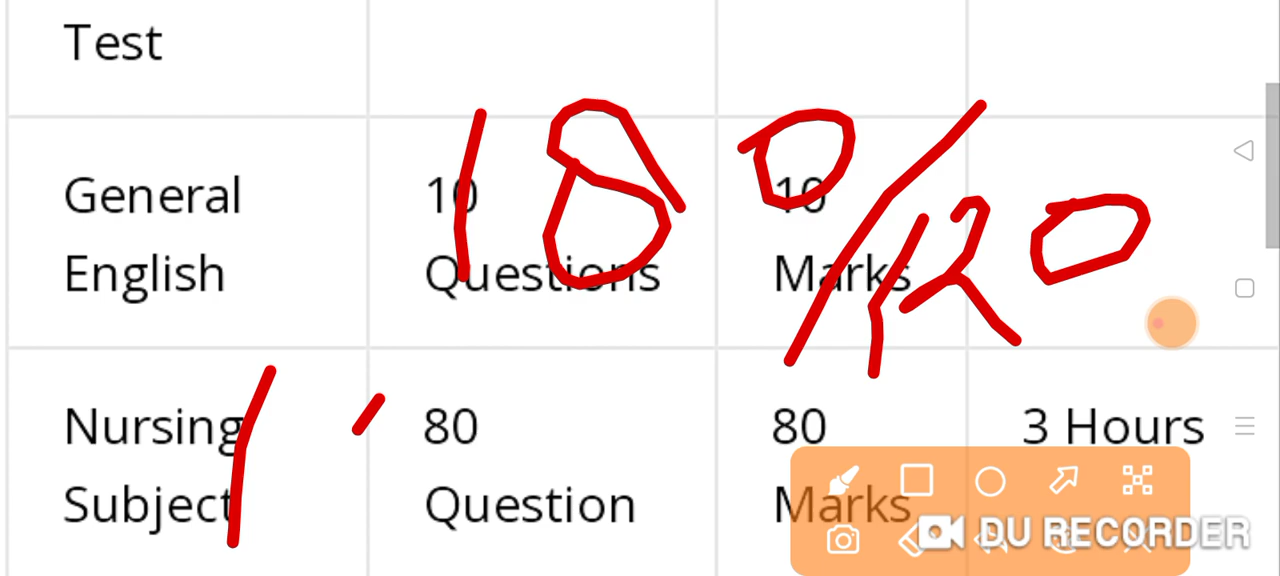 Test
General
English
10
Questions
10
Marks
180/120
Nursing
Subject
80
Question
80
Marks
3 Hours
1
DU RECORDER